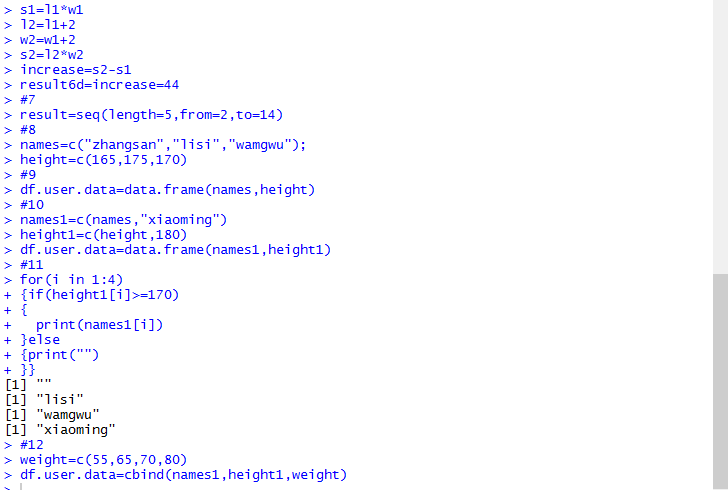 > s1=l1*w1
> l2=l1+2
> w2=w1+2
> s2=l2*w2
> increase=s2-s1
> result6d=increase=44
> #7
> result=seq(length=5,from=2,to=14)
> #8
> names=c("zhangsan","lisi","wamgwu");
> height=c(165,175,170)
> #9
> df.user.data=data.frame(names,height)
> #10
> names1=c(names,"xiaoming")
> height1=c(height,180)
> df.user.data=data.frame(names1,height1)
> #11
> for(i in 1:4)
+ {if(height1[i]>=170)
+ {
+   print(names1[i])
+ }else
+ {print("")
+ }}
[1] ""
[1] "lisi"
[1] "wamgwu"
[1] "xiaoming"
> #12
> weight=c(55,65,70,80)
> df.user.data=cbind(names1,height1,weight)
>